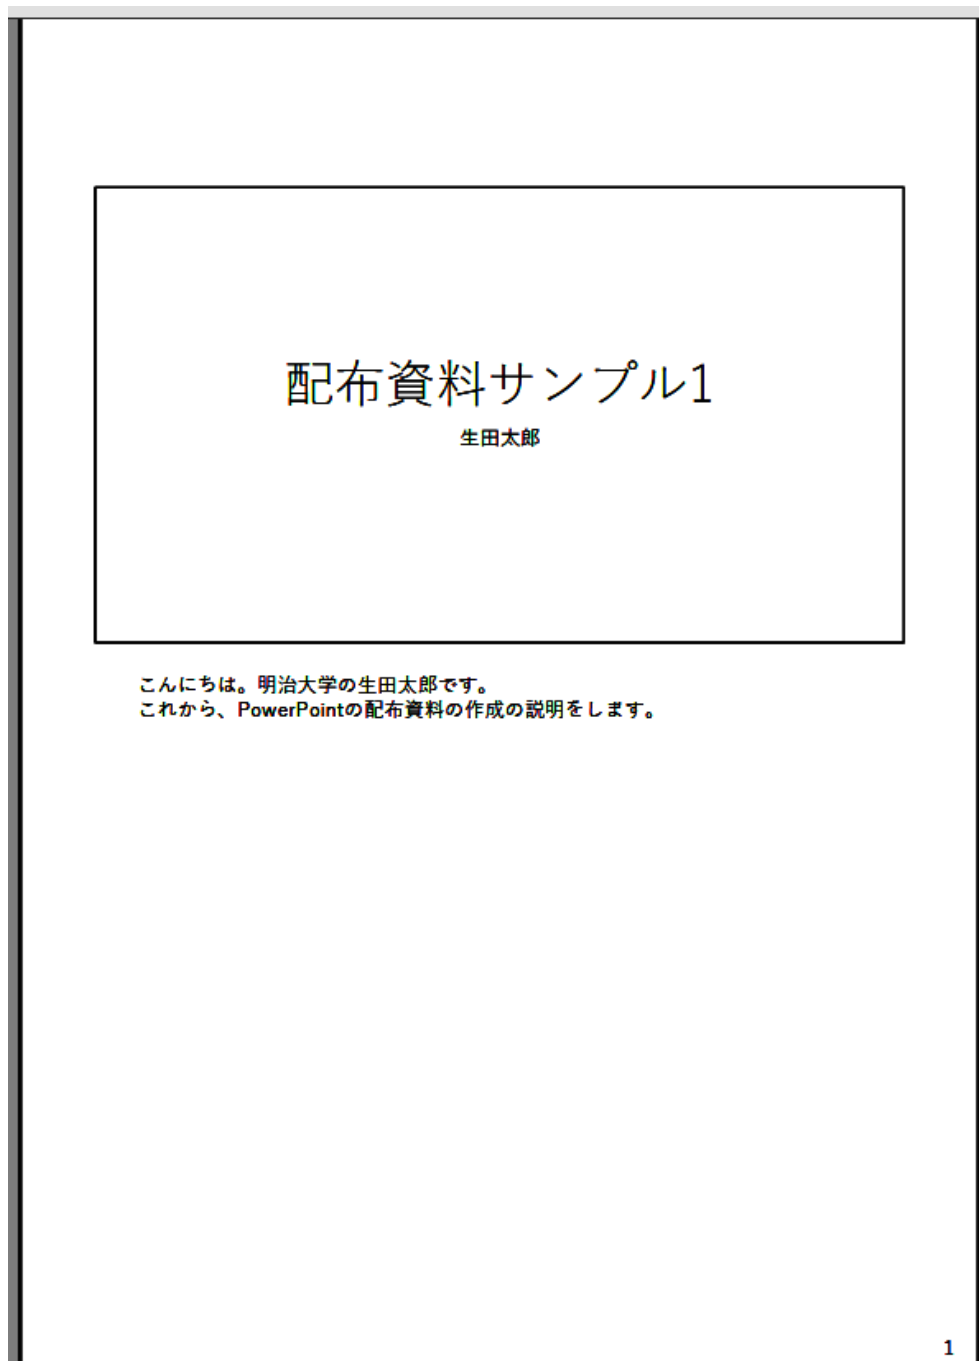 配布資料サンプル1
生田太郎
こんにちは。明治大学の生田太郎です。
これから、PowerPointの配布資料の作成の説明をします。
1